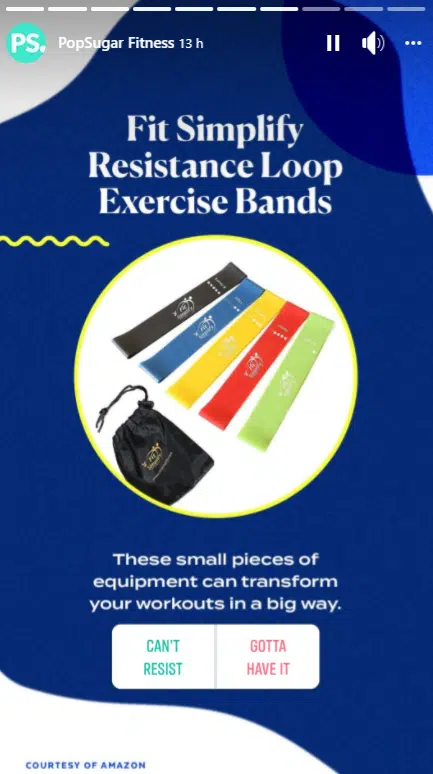 PS.
PopSugar Fitness 13 h
Fit Simplify
Resistance Loop
Exercise Bands
These small pieces of
equipment can transform
your workouts in a big way.
CAN'T
RESIST
GOTTA
HAVE IT
COURTESY OF AMAZON